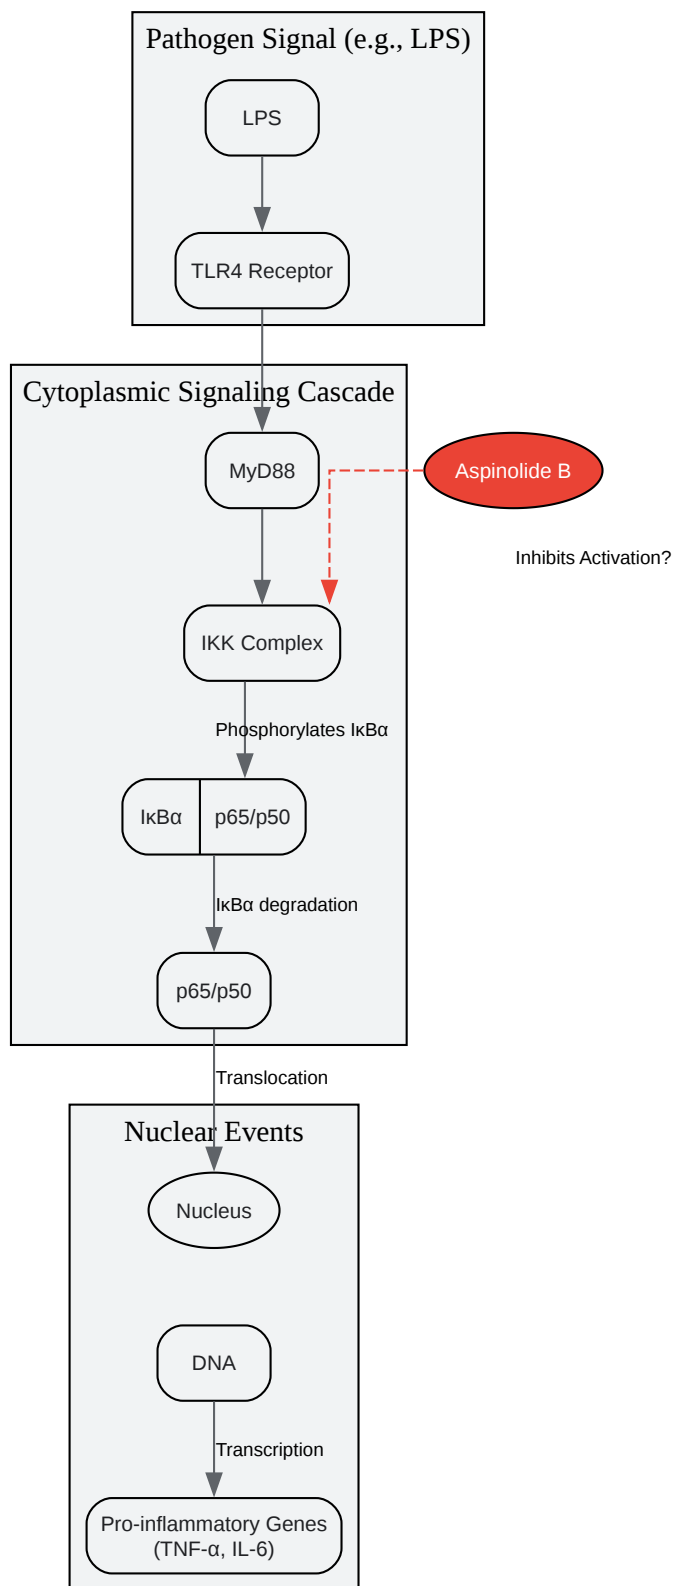 Pathogen Signal (e.g., LPS)
LPS
TLR4 Receptor
Cytoplasmic Signaling Cascade
MyD88
Aspinolide B
Inhibits Activation?
IKK Complex
Phosphorylates IκBα
IκBα
p65/p50
IκBα degradation
p65/p50
Translocation
Nuclear Events
Nucleus
DNA
Transcription
Pro-inflammatory Genes
(TNF-α, IL-6)